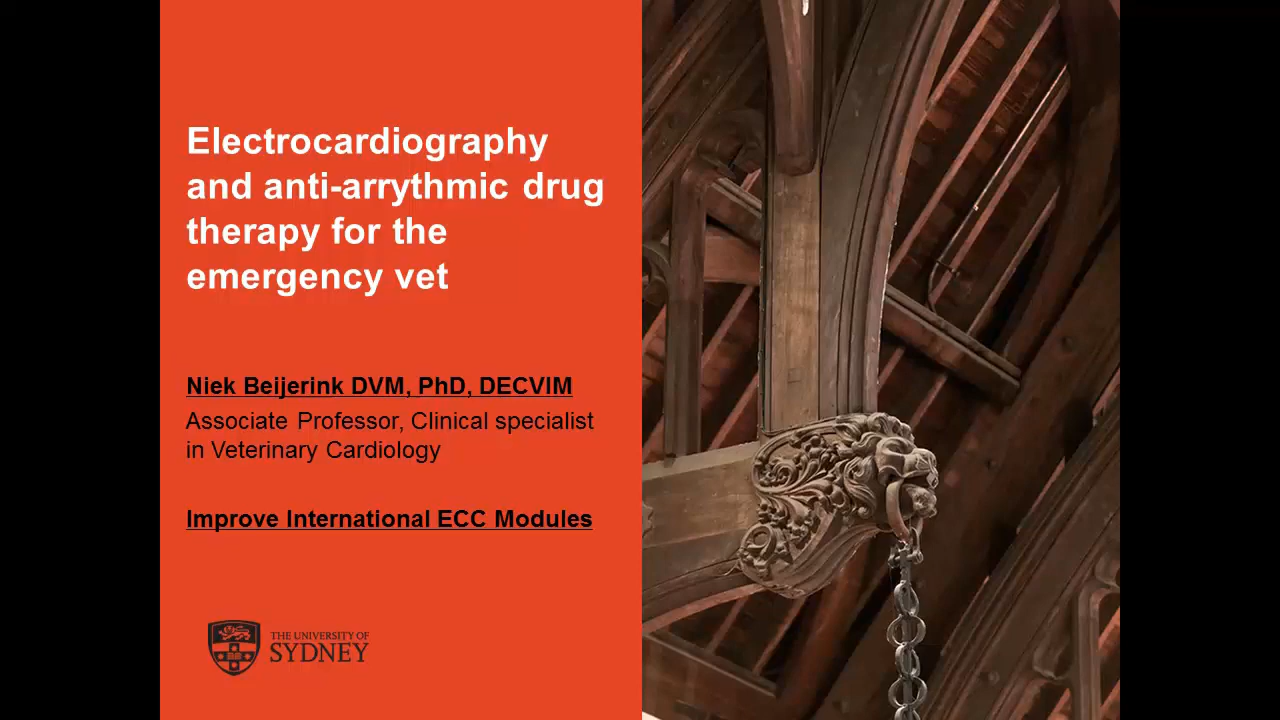 Electrocardiography
and anti-arrythmic drug
therapy for the
emergency vet
Niek Beijerink DVM, PhD, DECVIM
Associate Professor, Clinical specialist
in Veterinary Cardiology
Improve International ECC Modules
THE UNIVERSITY OF
SYDNEY